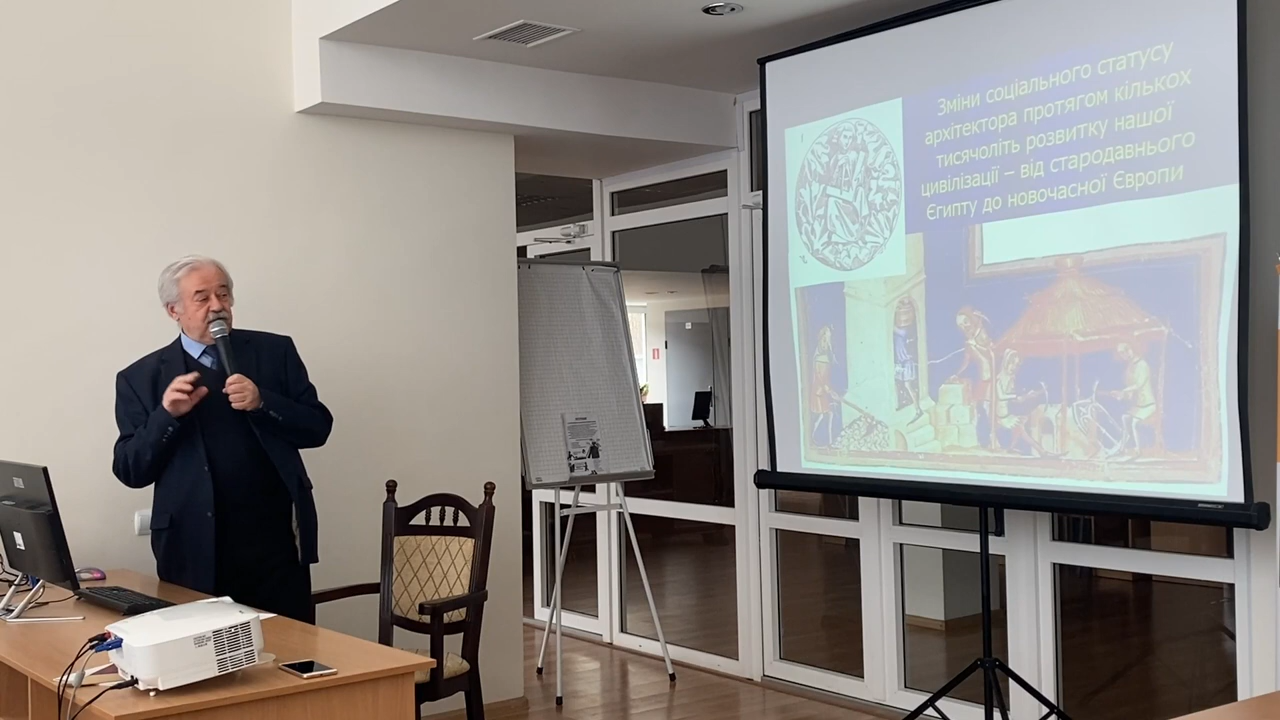 Зміни соціального статусу
архітектора протягом кількох
тисячоліть розвитку нашої
цивілізації – від стародавнього
Єгипту до новочасної Європи